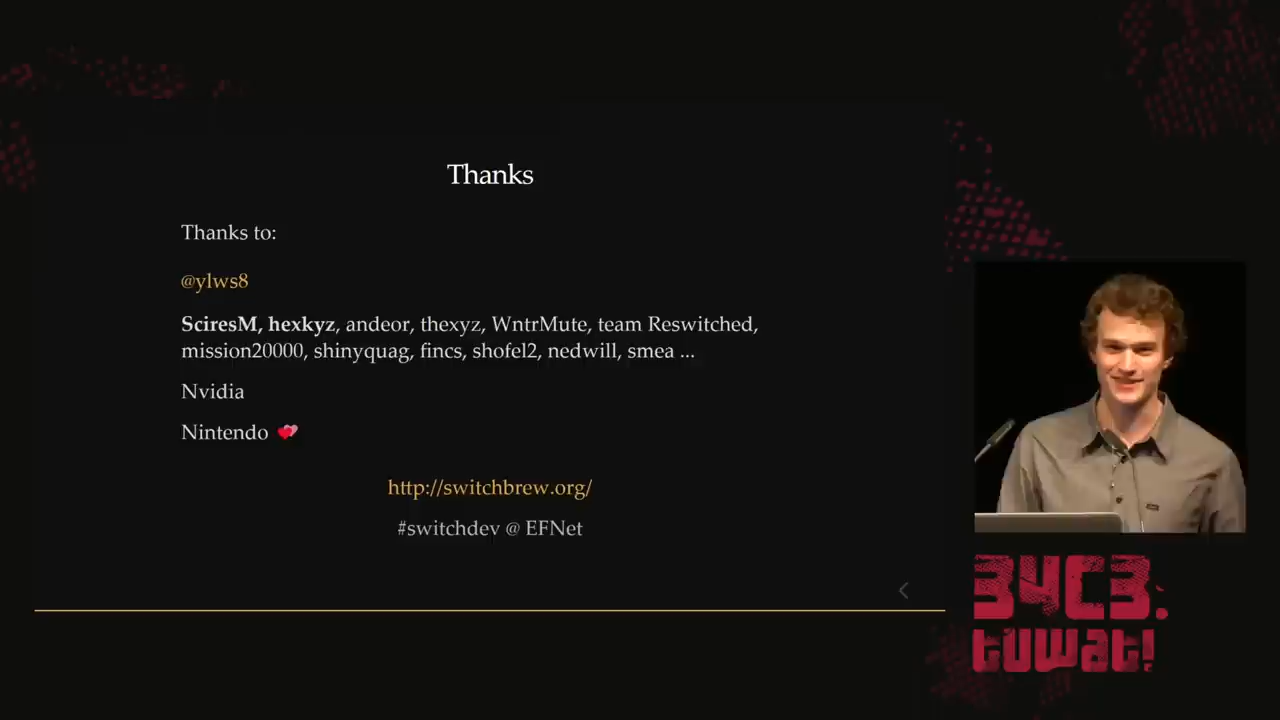 Thanks
Thanks to:
@ylws8
SciresM, hexkyz, andeor, thexyz, WntrMute, team Reswitched,
mission20000, shinyquag, fincs, shofel2, nedwill, smea ...
Nvidia
Nintendo 💕
http://switchbrew.org/
#switchdev @ EFNet
34C3.
tuwat!